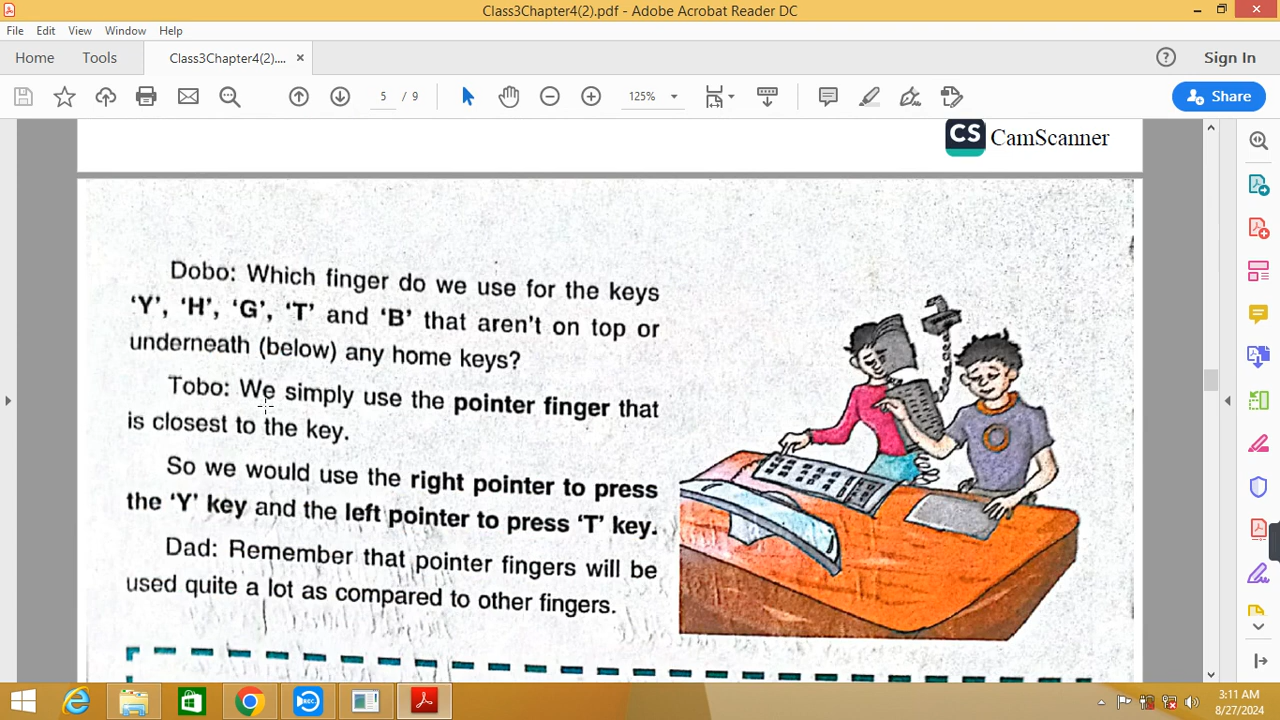 Class3Chapter4(2).pdf - Adobe Acrobat Reader DC
File Edit View Window Help
Home Tools Class3Chapter4(2).... × Sign In
5 / 9 125% Share
CS CamScanner
Dobo: Which finger do we use for the keys
‘Y’, ‘H’, ‘G’, ‘T’ and ‘B’ that aren’t on top or
underneath (below) any home keys?
Tobo: We simply use the pointer finger that
is closest to the key.
So we would use the right pointer to press
the ‘Y’ key and the left pointer to press ‘T’ key.
Dad: Remember that pointer fingers will be
used quite a lot as compared to other fingers.
3:11 AM
8/27/2024